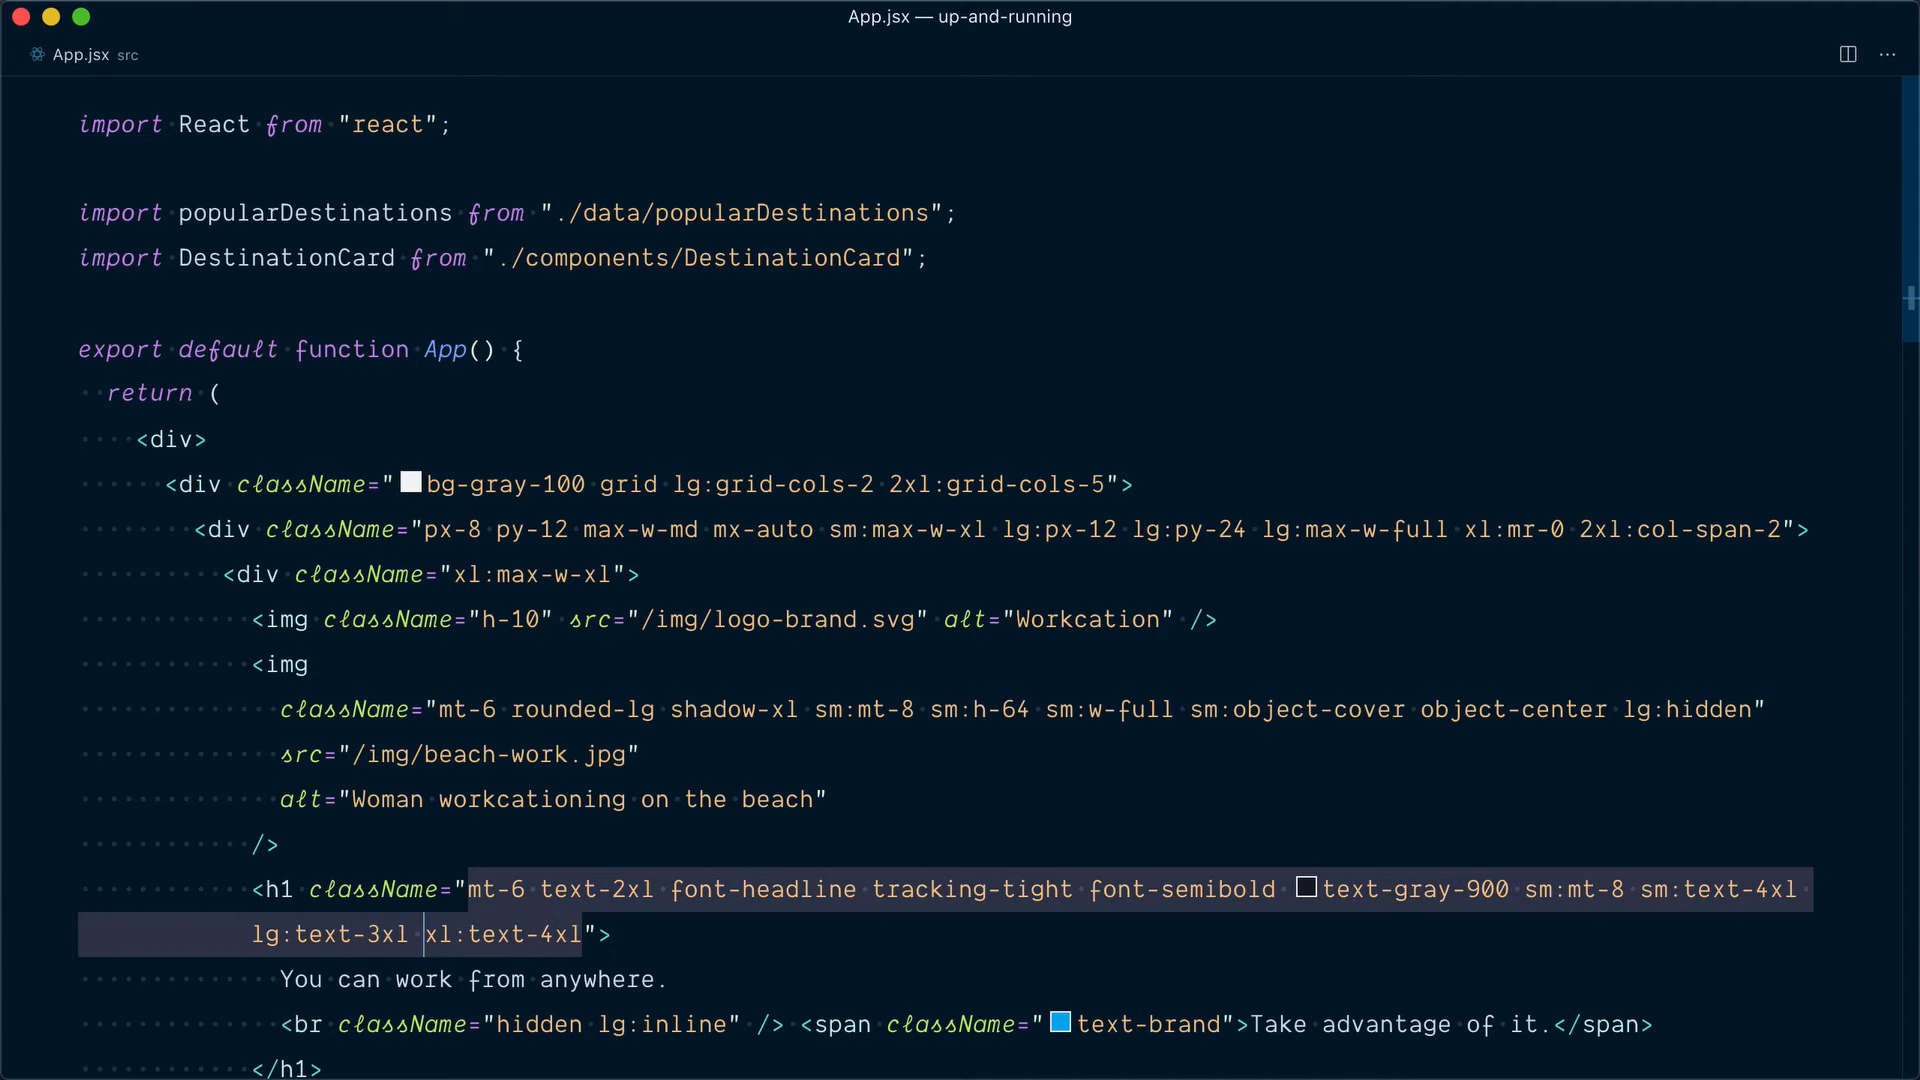 App.jsx — up-and-running
App.jsx src
import React from "react";
import popularDestinations from "./data/popularDestinations";
import DestinationCard from "./components/DestinationCard";
export default function App() {
return (
<div>
<div className="bg-gray-100 grid lg:grid-cols-2 2xl:grid-cols-5">
<div className="px-8 py-12 max-w-md mx-auto sm:max-w-xl lg:px-12 lg:py-24 lg:max-w-full xl:mr-0 2xl:col-span-2">
<div className="xl:max-w-xl">
<img className="h-10" src="/img/logo-brand.svg" alt="Workcation" />
<img
className="mt-6 rounded-lg shadow-xl sm:mt-8 sm:h-64 sm:w-full sm:object-cover object-center lg:hidden"
src="/img/beach-work.jpg"
alt="Woman workcationing on the beach"
/>
<h1 className="mt-6 text-2xl font-headline tracking-tight font-semibold text-gray-900 sm:mt-8 sm:text-4xl
lg:text-3xl xl:text-4xl">
You can work from anywhere.
<br className="hidden lg:inline" /> <span className="text-brand">Take advantage of it.</span>
</h1>